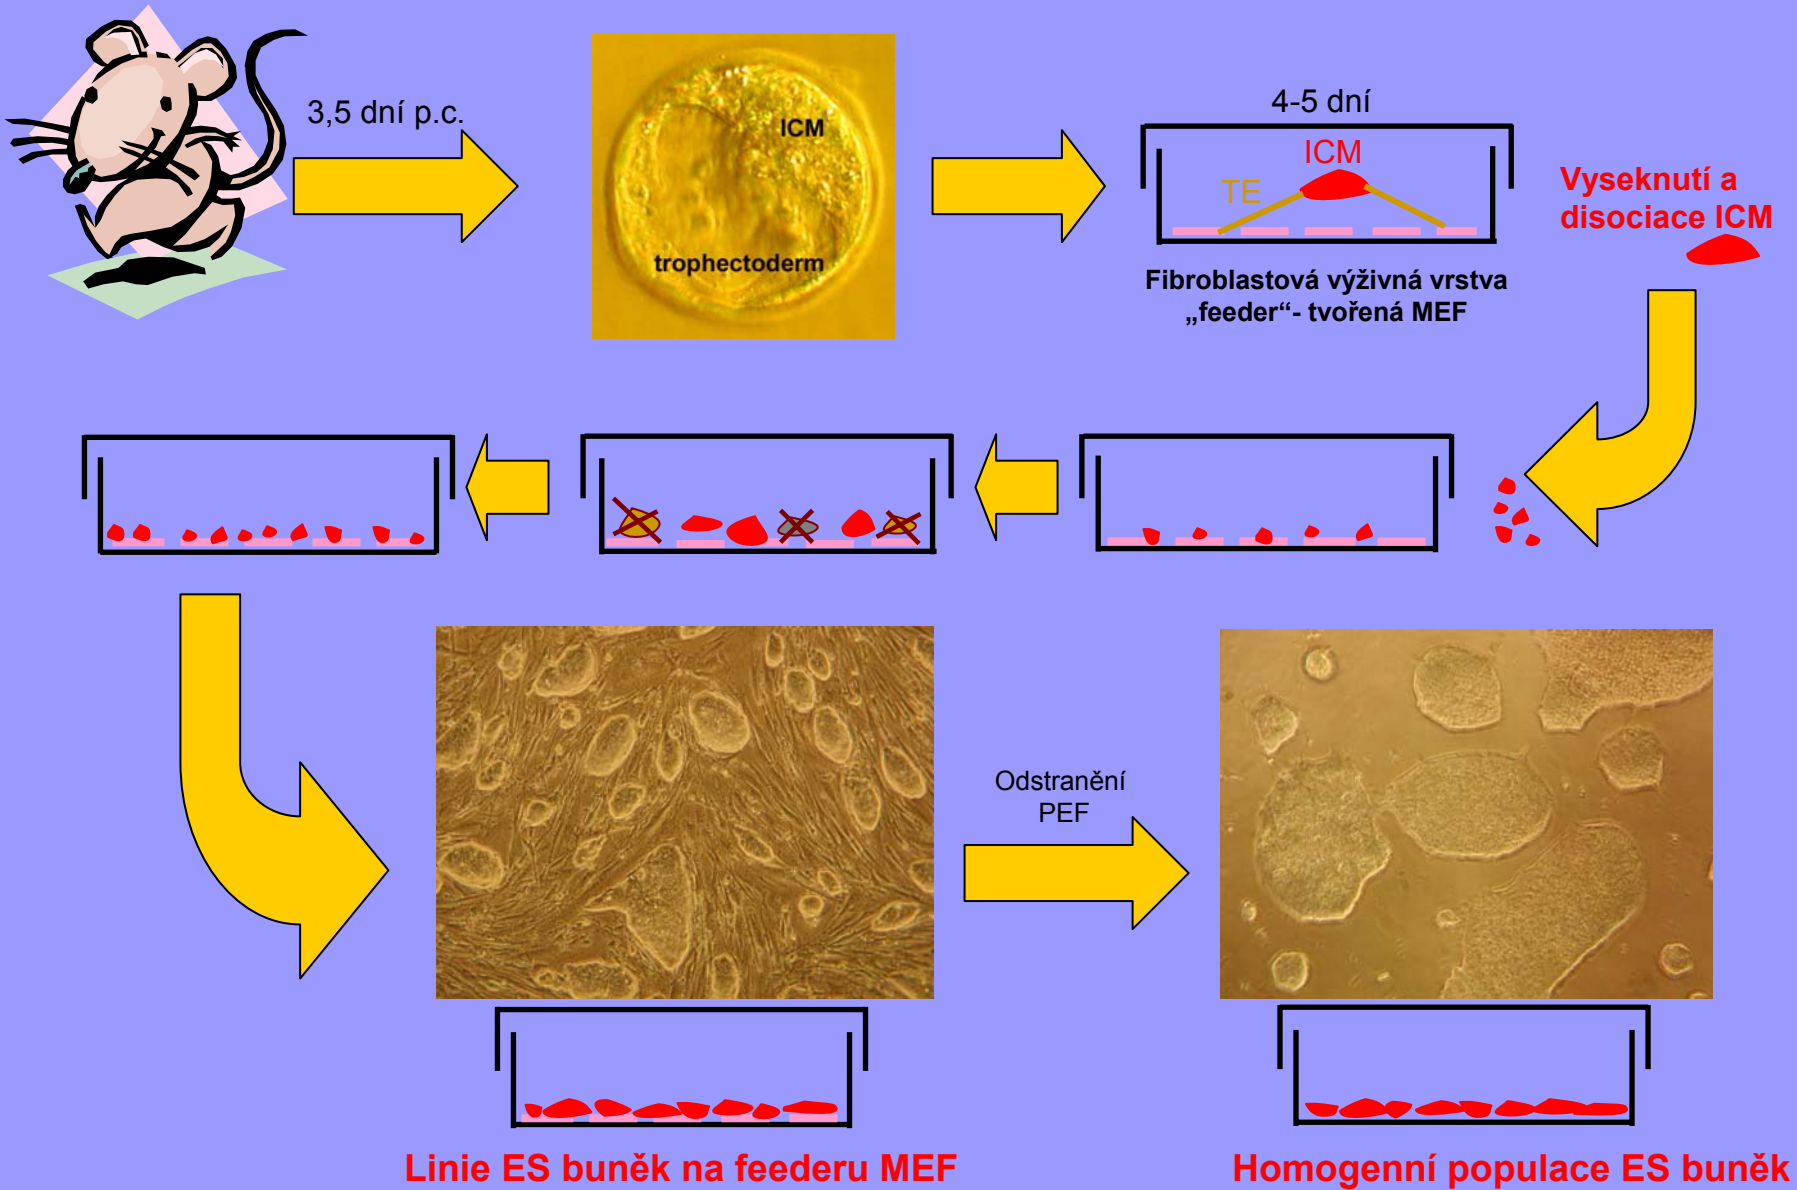 3,5 dní p.c.
ICM
trophectoderm
4-5 dní
ICM
TE
Fibroblastová výživná vrstva
„feeder“- tvořená MEF
Vyseknutí a
disociace ICM
Odstranění
PEF
Linie ES buněk na feederu MEF
Homogenní populace ES buněk